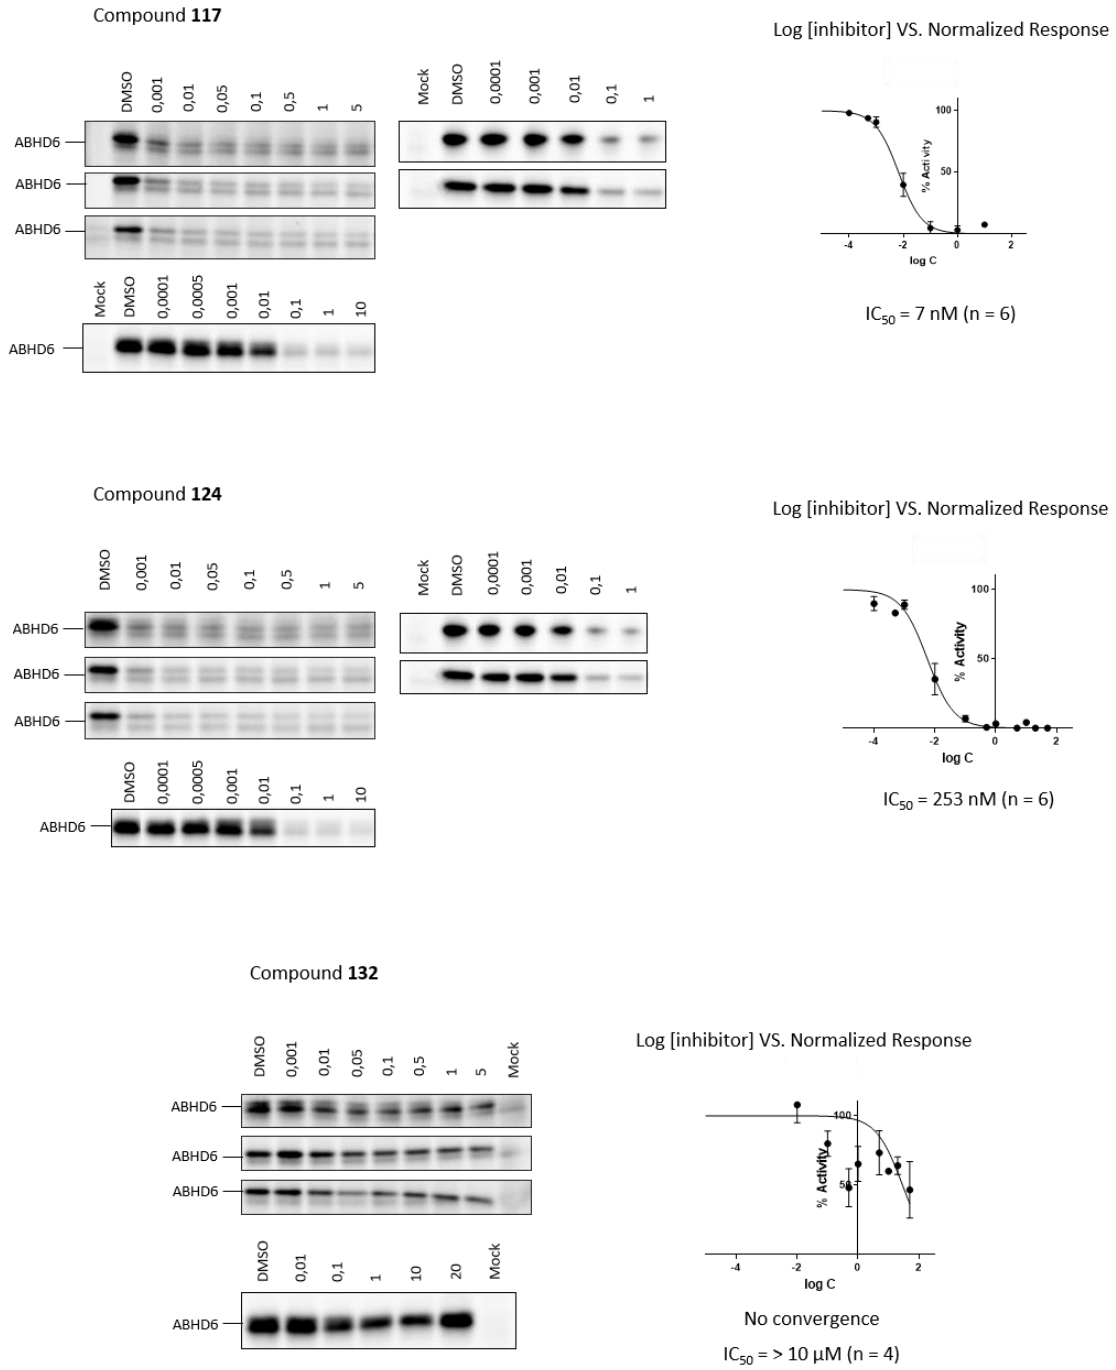 Compound 117
Log [inhibitor] VS. Normalized Response
DMSO 0,001 0,01 0,05 0,1 0,5 1 5
ABHD6
ABHD6
ABHD6
Mock DMSO 0,0001 0,001 0,01 0,1 1
Mock DMSO 0,0001 0,0005 0,001 0,01 0,1 1 10
ABHD6
100
50
% Activity
-4 -2 0 2
log C
IC50 = 7 nM (n = 6)
Compound 124
Log [inhibitor] VS. Normalized Response
DMSO 0,001 0,01 0,05 0,1 0,5 1 5
ABHD6
ABHD6
ABHD6
Mock DMSO 0,0001 0,001 0,01 0,1 1
DMSO 0,0001 0,0005 0,001 0,01 0,1 1 10
ABHD6
100
50
% Activity
-4 -2 0 2
log C
IC50 = 253 nM (n = 6)
Compound 132
Log [inhibitor] VS. Normalized Response
DMSO 0,001 0,01 0,05 0,1 0,5 1 5 Mock
ABHD6
ABHD6
ABHD6
DMSO 0,01 0,1 1 10 20 Mock
ABHD6
100
50
% Activity
-4 -2 0 2
log C
No convergence
IC50 = > 10 µM (n = 4)